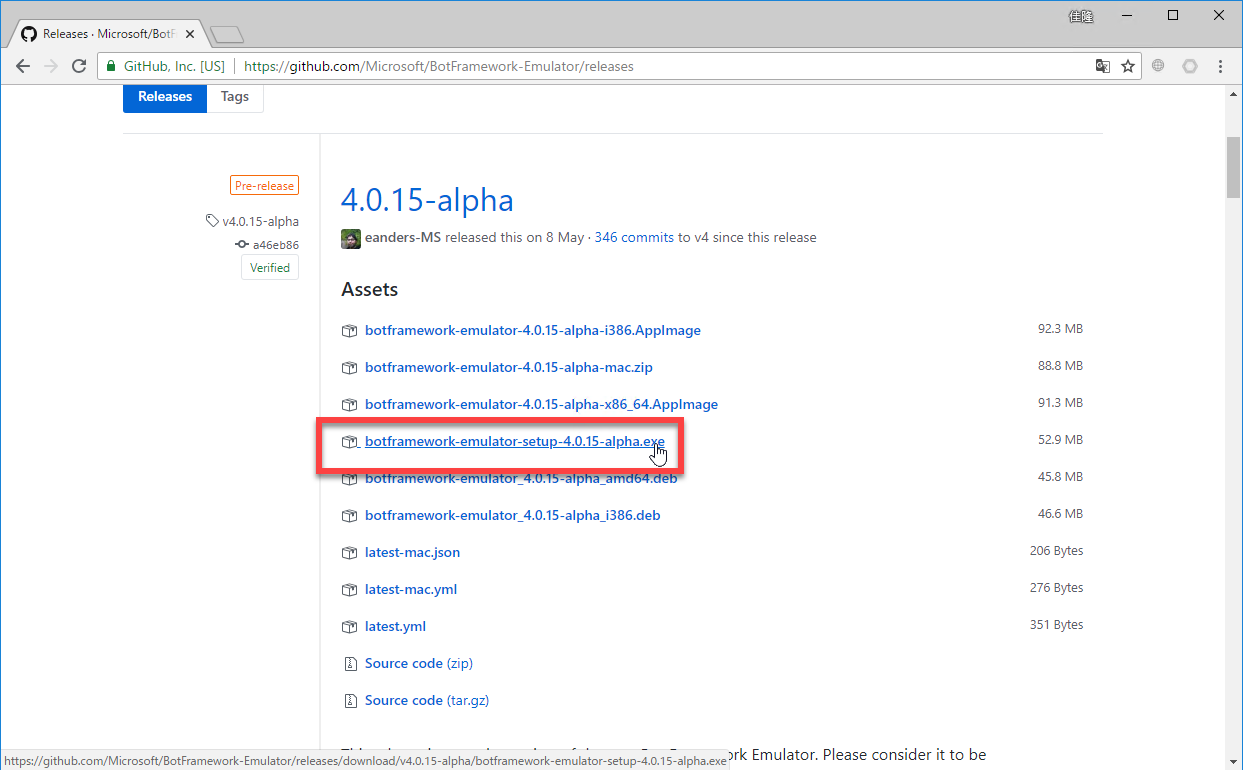 佳隆
Releases · Microsoft/BotF
GitHub, Inc. [US] https://github.com/Microsoft/BotFramework-Emulator/releases
Releases Tags
Pre-release
v4.0.15-alpha
a46eb86
Verified
4.0.15-alpha
eanders-MS released this on 8 May · 346 commits to v4 since this release
Assets
botframework-emulator-4.0.15-alpha-i386.AppImage 92.3 MB
botframework-emulator-4.0.15-alpha-mac.zip 88.8 MB
botframework-emulator-4.0.15-alpha-x86_64.AppImage 91.3 MB
botframework-emulator-setup-4.0.15-alpha.exe 52.9 MB
botframework-emulator_4.0.15-alpha_amd64.deb 45.8 MB
botframework-emulator_4.0.15-alpha_i386.deb 46.6 MB
latest-mac.json 206 Bytes
latest-mac.yml 276 Bytes
latest.yml 351 Bytes
Source code (zip)
Source code (tar.gz)
Emulator. Please consider it to be
https://github.com/Microsoft/BotFramework-Emulator/releases/download/v4.0.15-alpha/botframework-emulator-setup-4.0.15-alpha.exe